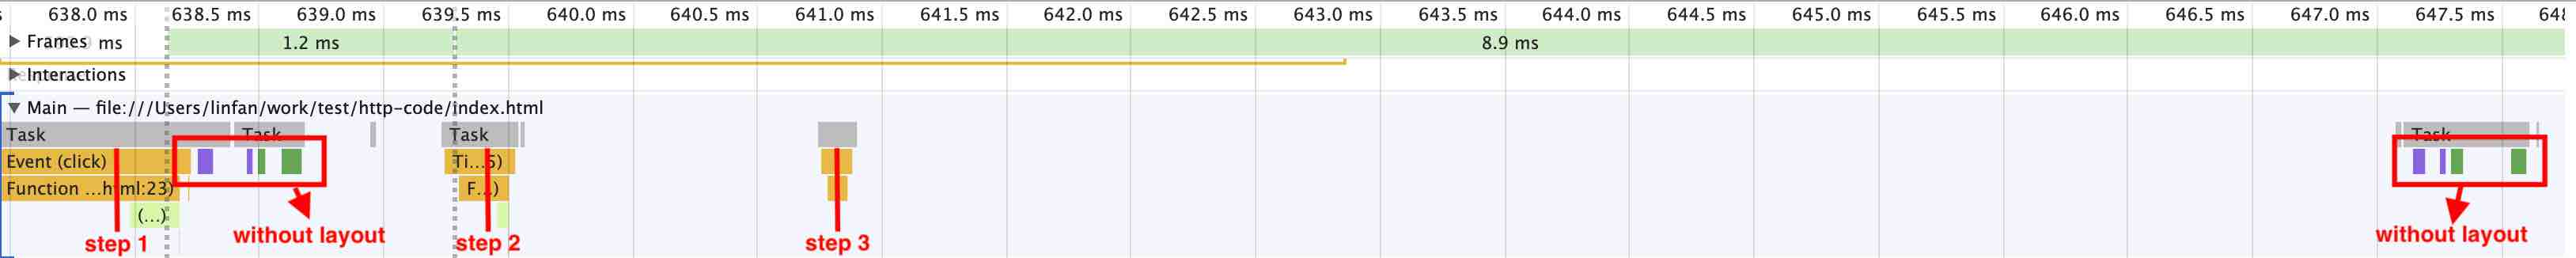 638.0 ms 638.5 ms 639.0 ms 639.5 ms 640.0 ms 640.5 ms 641.0 ms 641.5 ms 642.0 ms 642.5 ms 643.0 ms 643.5 ms 644.0 ms 644.5 ms 645.0 ms 645.5 ms 646.0 ms 646.5 ms 647.0 ms 647.5 ms
Frames ms 1.2 ms 8.9 ms
Interactions
Main — file:///Users/linfan/work/test/http-code/index.html
Task Task Task Task
Event (click) Ti...5)
Function ...html:23) F...)
(...)
step 1 without layout step 2 step 3 without layout